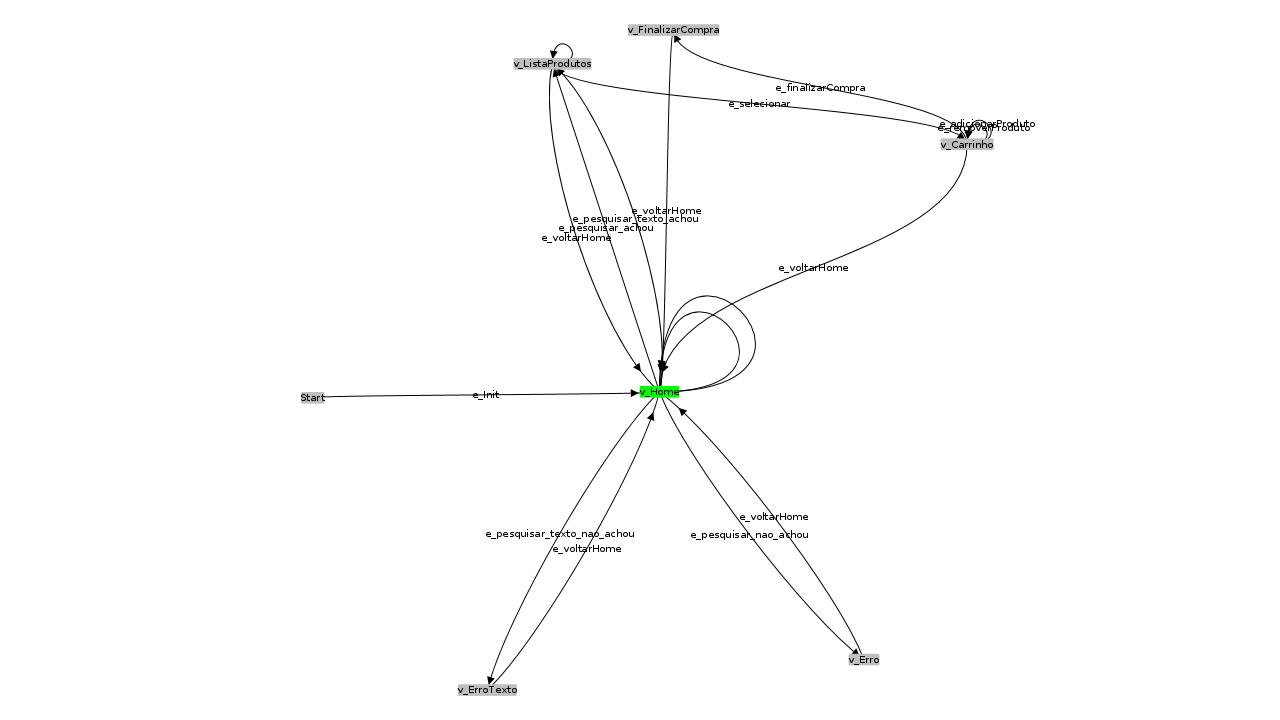 v_FinalizarCompra
v_ListaProdutos
e_finalizarCompra
e_selecionar
e_adicionarProduto
e_removerProduto
v_Carrinho
e_voltarHome
e_pesquisar_texto_achou
e_pesquisar_achou
e_voltarHome
e_voltarHome
v_Home
Start
e_Init
e_voltarHome
e_pesquisar_texto_nao_achou
e_pesquisar_nao_achou
e_voltarHome
v_Erro
v_ErroTexto